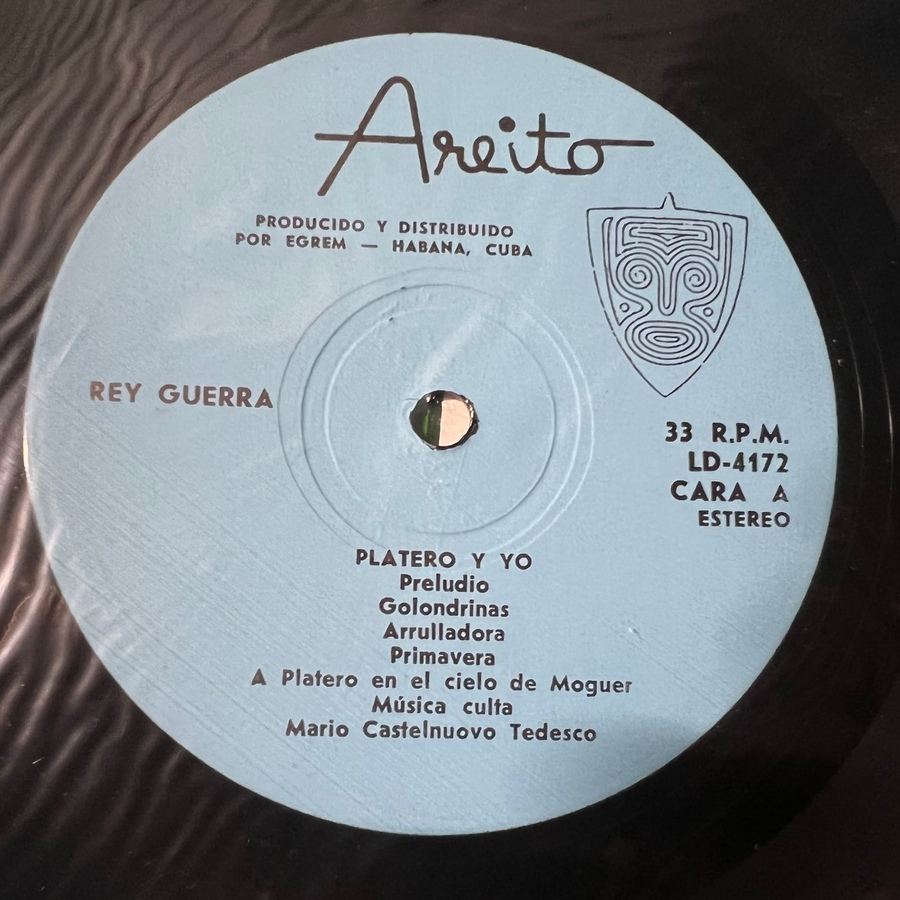 Areito
PRODUCIDO Y DISTRIBUIDO
POR EGREM — HABANA, CUBA
REY GUERRA
33 R.P.M.
LD-4172
CARA A
ESTEREO
PLATERO Y YO
Preludio
Golondrinas
Arrulladora
Primavera
A Platero en el cielo de Moguer
Música culta
Mario Castelnuovo Tedesco